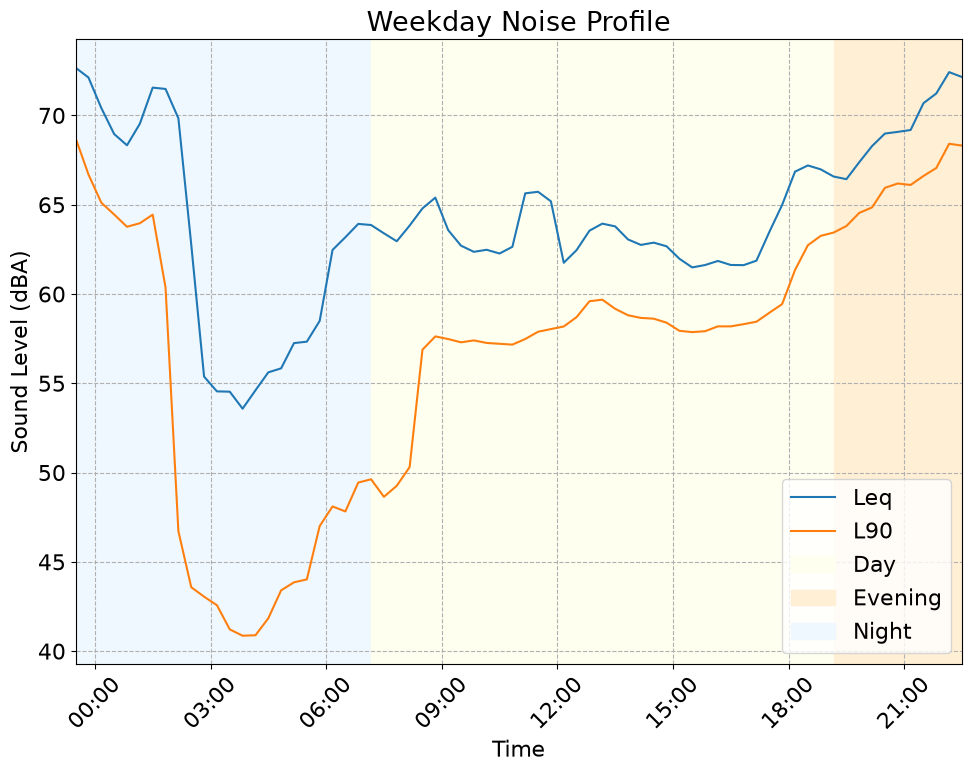 Weekday Noise Profile
Sound Level (dBA)
70
65
60
55
50
45
40
Leq
L90
Day
Evening
Night
00:00
03:00
06:00
09:00
12:00
15:00
18:00
21:00
Time